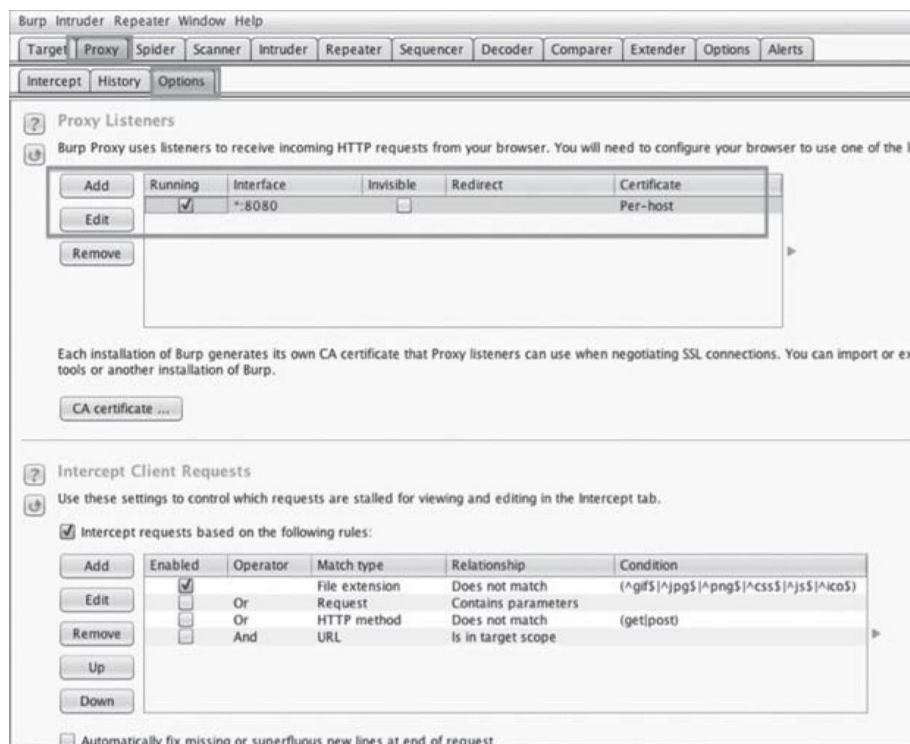 Burp Intruder Repeater Window Help
Target Proxy Spider Scanner Intruder Repeater Sequencer Decoder Comparer Extender Options Alerts
Intercept History Options
? Proxy Listeners
Burp Proxy uses listeners to receive incoming HTTP requests from your browser. You will need to configure your browser to use one of the
Add Running Interface Invisible Redirect Certificate
*:8080 Per-host
Edit
Remove
Each installation of Burp generates its own CA certificate that Proxy listeners can use when negotiating SSL connections. You can import or
tools or another installation of Burp.
CA certificate ...
? Intercept Client Requests
Use these settings to control which requests are stalled for viewing and editing in the Intercept tab.
Intercept requests based on the following rules:
Add Enabled Operator Match type Relationship Condition
File extension Does not match (^gif$|^jpg$|^png$|^css$|^js$|^ico$)
Edit Or Request Contains parameters
Or HTTP method Does not match (get|post)
Remove And URL Is in target scope
Up
Down
Automatically fix missing or superfluous new lines at end of request